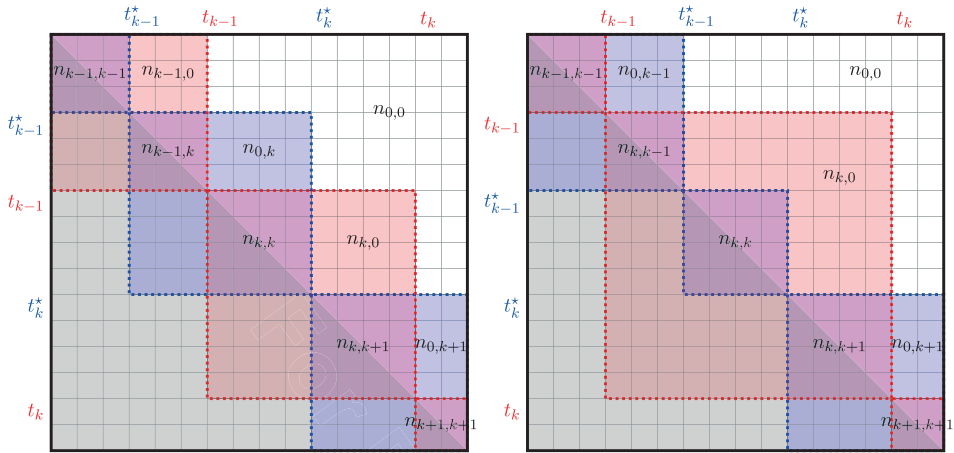 t^⋆_{k−1} t_{k−1} t^⋆_k t_k
n_{k−1,k−1} n_{k−1,0}
n_{0,0}
t^⋆_{k−1}
n_{k−1,k} n_{0,k}
t_{k−1}
n_{k,k} n_{k,0}
t^⋆_k
n_{k,k+1} n_{0,k+1}
t_k
n_{k+1,k+1}
t_{k−1} t^⋆_{k−1} t^⋆_k t_k
n_{k−1,k−1} n_{0,k−1} n_{0,0}
t_{k−1}
n_{k,k−1}
n_{k,0}
t^⋆_{k−1}
n_{k,k}
t^⋆_k
n_{k,k+1} n_{0,k+1}
t_k
n_{k+1,k+1}